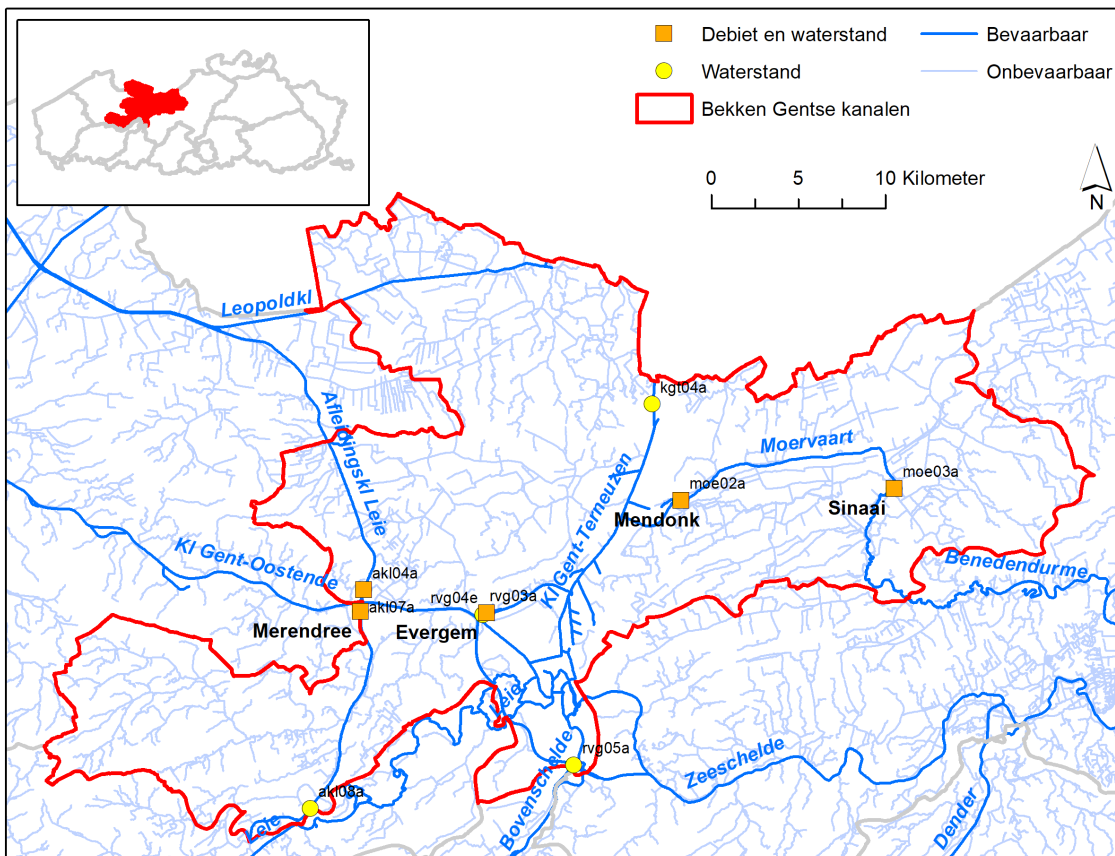 Debiet en waterstand
Bevaarbaar
Waterstand
Onbevaarbaar
Bekken Gentse kanalen
0 5 10 Kilometer
N
Leopoldkl
kgt04a
Afleidingskl Leie
Moervaart
moe03a
moe02a
Sinaai
Mendonk
Kl Gent-Terneuzen
Kl Gent-Oostende
Benedendurme
akl04a
rvg04e
rvg03a
akl07a
Merendree
Evergem
Leie
rvg05a
Zeeschelde
akl08a
Leie
Bovenschelde
Dender